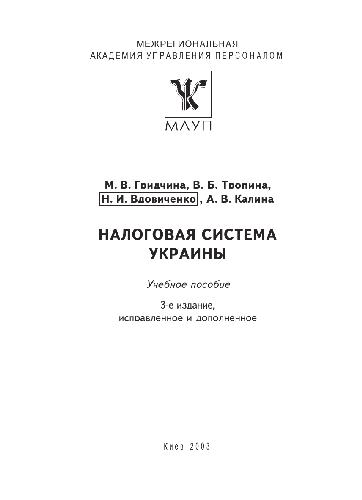 МЕЖРЕГИОНАЛЬНАЯ
АКАДЕМИЯ УПРАВЛЕНИЯ ПЕРСОНАЛОМ
МАУП
М. В. Гридчина, В. Б. Тропина,
Н. И. Вдовиченко, А. В. Калина
НАЛОГОВАЯ СИСТЕМА
УКРАИНЫ
Учебное пособие
3-е издание,
исправленное и дополненное
Киев 2003